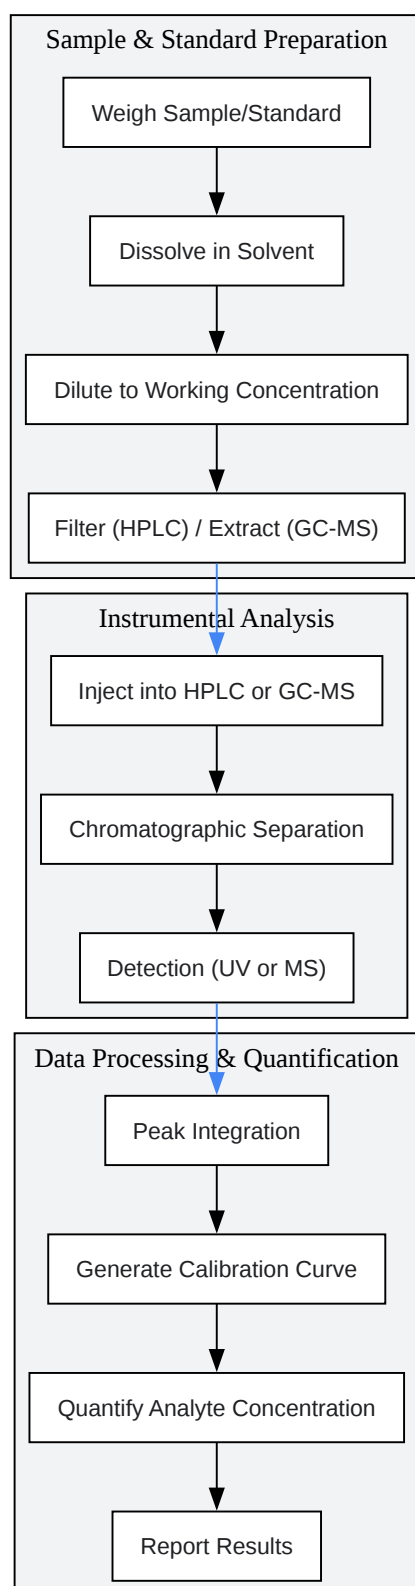 Sample & Standard Preparation
Weigh Sample/Standard
Dissolve in Solvent
Dilute to Working Concentration
Filter (HPLC) / Extract (GC-MS)
Instrumental Analysis
Inject into HPLC or GC-MS
Chromatographic Separation
Detection (UV or MS)
Data Processing & Quantification
Peak Integration
Generate Calibration Curve
Quantify Analyte Concentration
Report Results